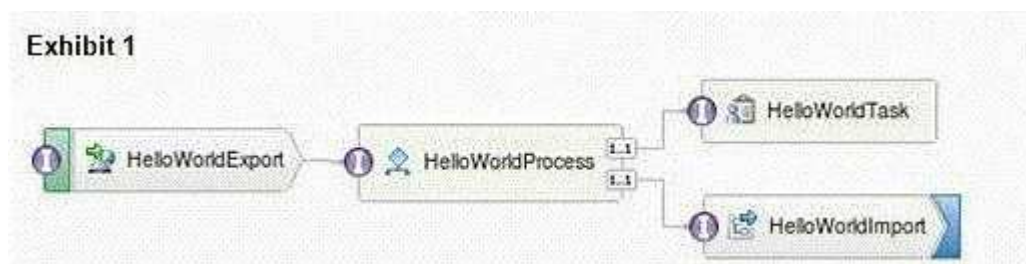 Exhibit 1
HelloWorldTask
HelloWorldExport
HelloWorldProcess
1..1
1..1
HelloWorldImport